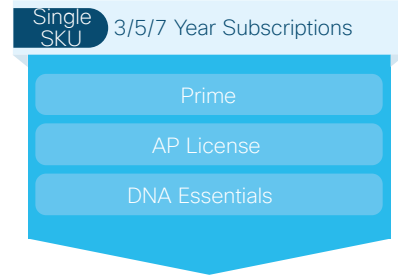 Single
SKU
3/5/7 Year Subscriptions
Prime
AP License
DNA Essentials